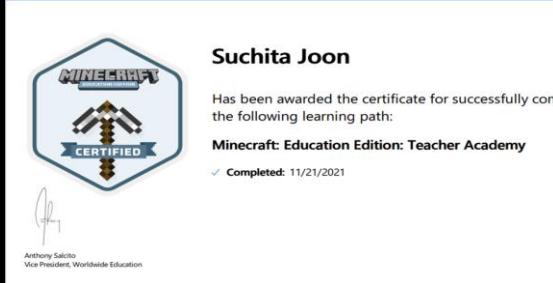 MINECRAFT
EDUCATION EDITION
CERTIFIED
Suchita Joon
Has been awarded the certificate for successfully com
the following learning path:
Minecraft: Education Edition: Teacher Academy
✓ Completed: 11/21/2021
Anthony Salcito
Vice President, Worldwide Education